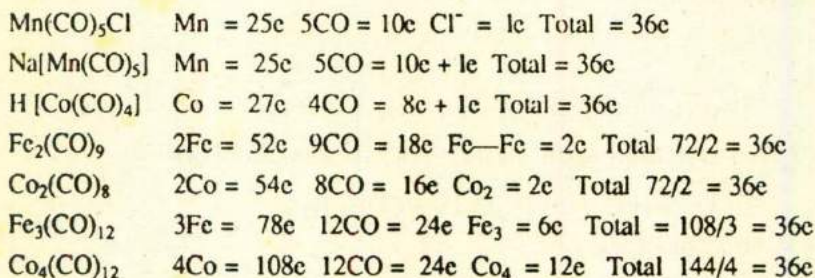 Mn(CO)₅Cl Mn = 25e 5CO = 10e Cl⁻ = 1e Total = 36e
Na[Mn(CO)₅] Mn = 25e 5CO = 10e + 1e Total = 36e
H [Co(CO)₄] Co = 27e 4CO = 8e + 1e Total = 36e
Fe₂(CO)₉ 2Fe = 52e 9CO = 18e Fe—Fe = 2e Total 72/2 = 36e
Co₂(CO)₈ 2Co = 54e 8CO = 16e Co₂ = 2e Total 72/2 = 36e
Fe₃(CO)₁₂ 3Fe = 78e 12CO = 24e Fe₃ = 6e Total = 108/3 = 36e
Co₄(CO)₁₂ 4Co = 108e 12CO = 24e Co₄ = 12e Total 144/4 = 36e